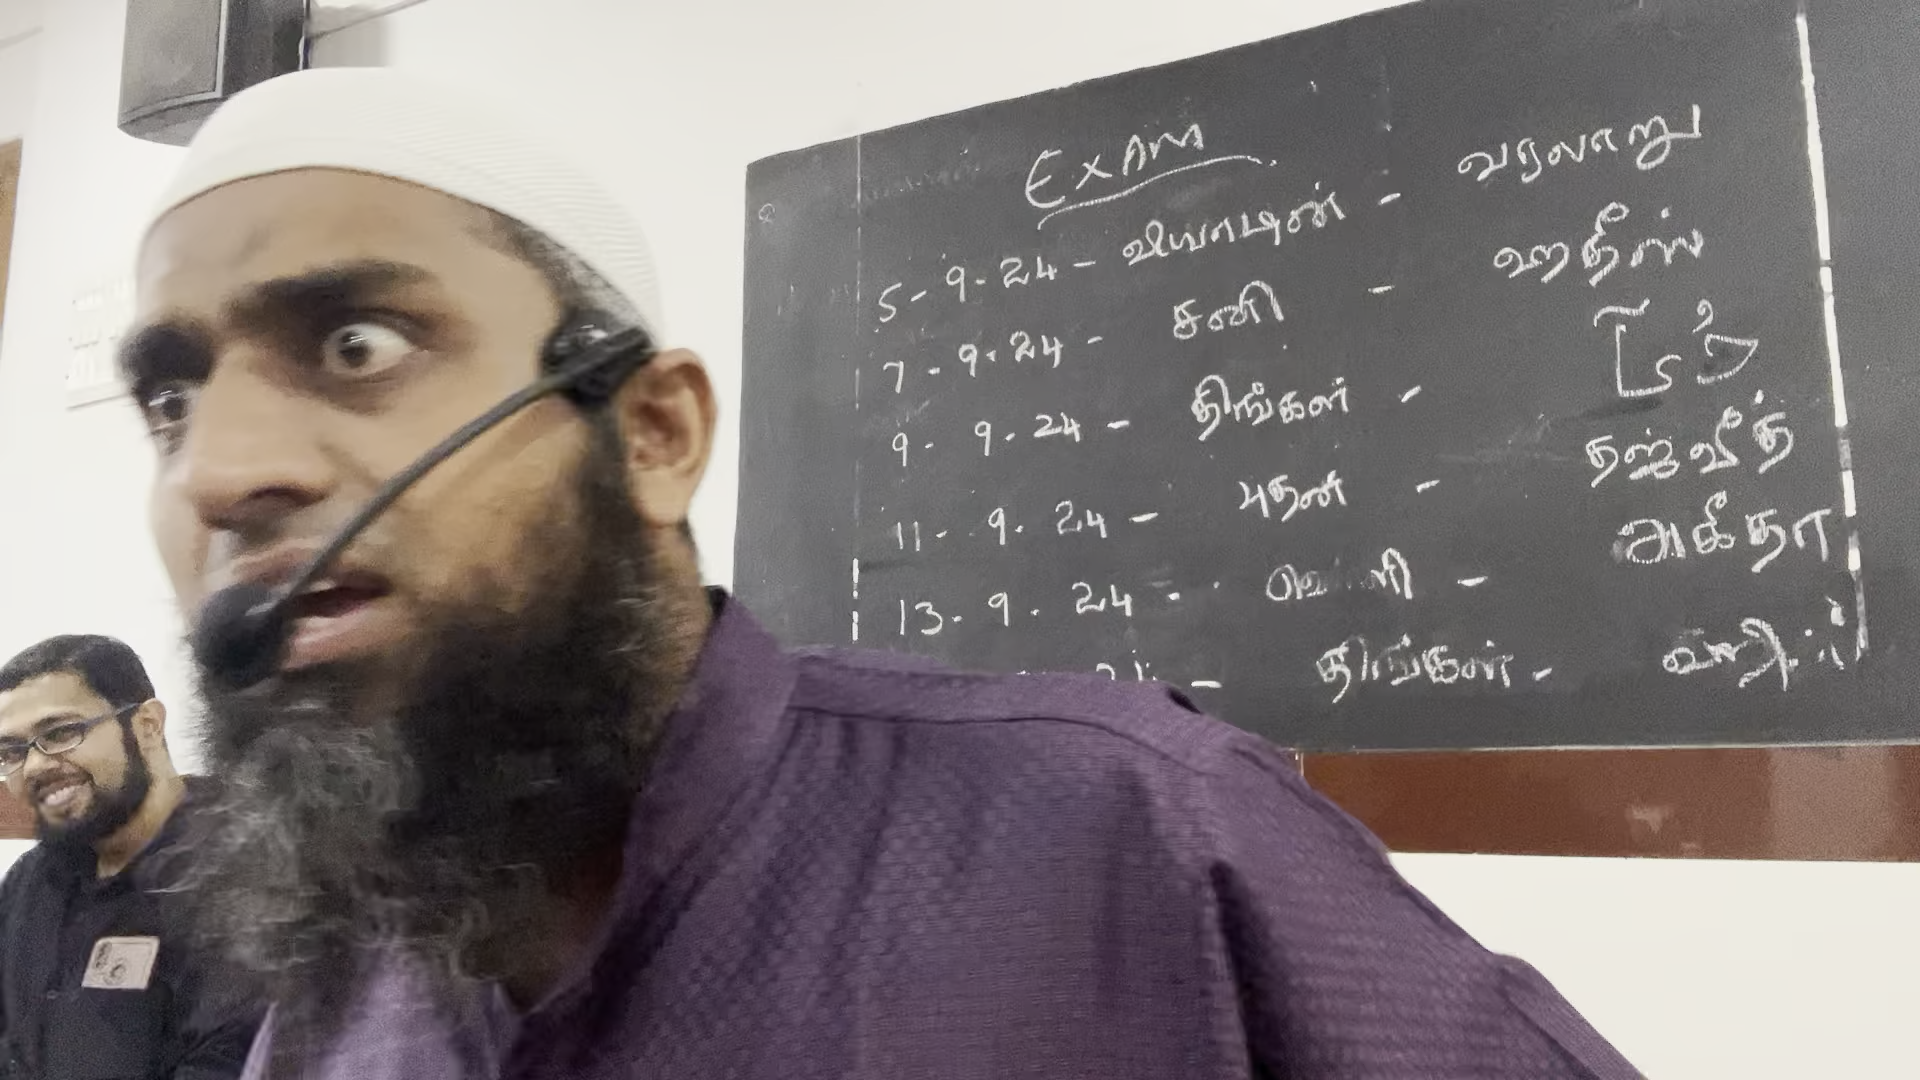 Exam
5-9-24 - வியாழன் - வரலாறு
7-9-24 - சனி - ஹதீஸ்
9-9-24 - திங்கள் -
11-9-24 - புதன் - தஜ்வீத்
13-9-24 - வெள்ளி - அகீதா
24 - திங்கள் -